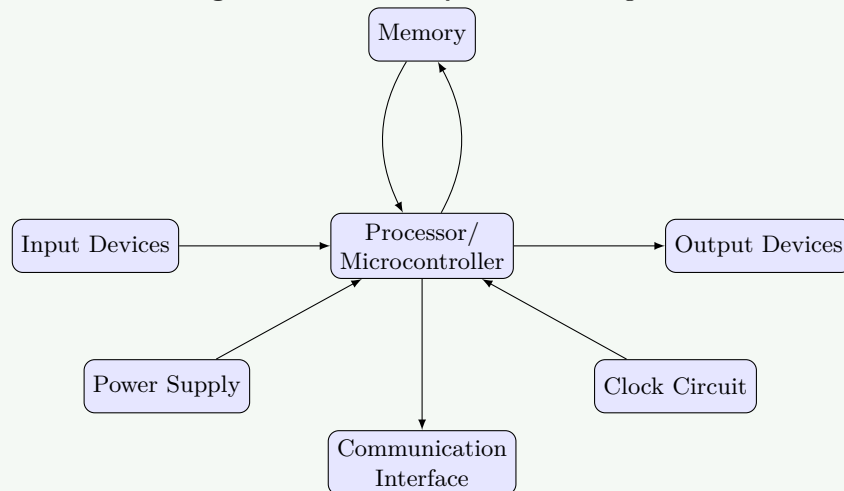 Memory
Input Devices
Processor/
Microcontroller
Output Devices
Power Supply
Clock Circuit
Communication
Interface